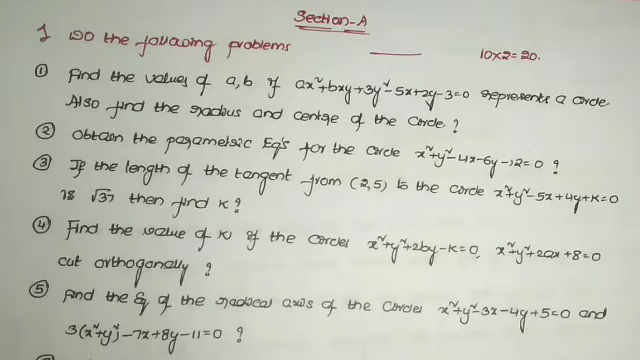 Section-A
I Do the following problems —— 10x2=20.
① Find the values of a,b if ax²+bxy+3y²-5x+2y-3=0 represents a circle.
Also find the radius and centre of the circle?
② Obtain the parametric Eq's for the circle x²+y²-4x-6y-12=0 ?
③ If the length of the tangent from (2,5) to the circle x²+y²-5x+4y+k=0
is √37 then find k?
④ Find the value of k if the circles x²+y²+2by-k=0, x²+y²+2ax+8=0
cut orthogonally ?
⑤ Find the Eq of the radical axis of the circles x²+y²-3x-4y+5=0 and
3(x²+y²)-7x+8y-11=0 ?